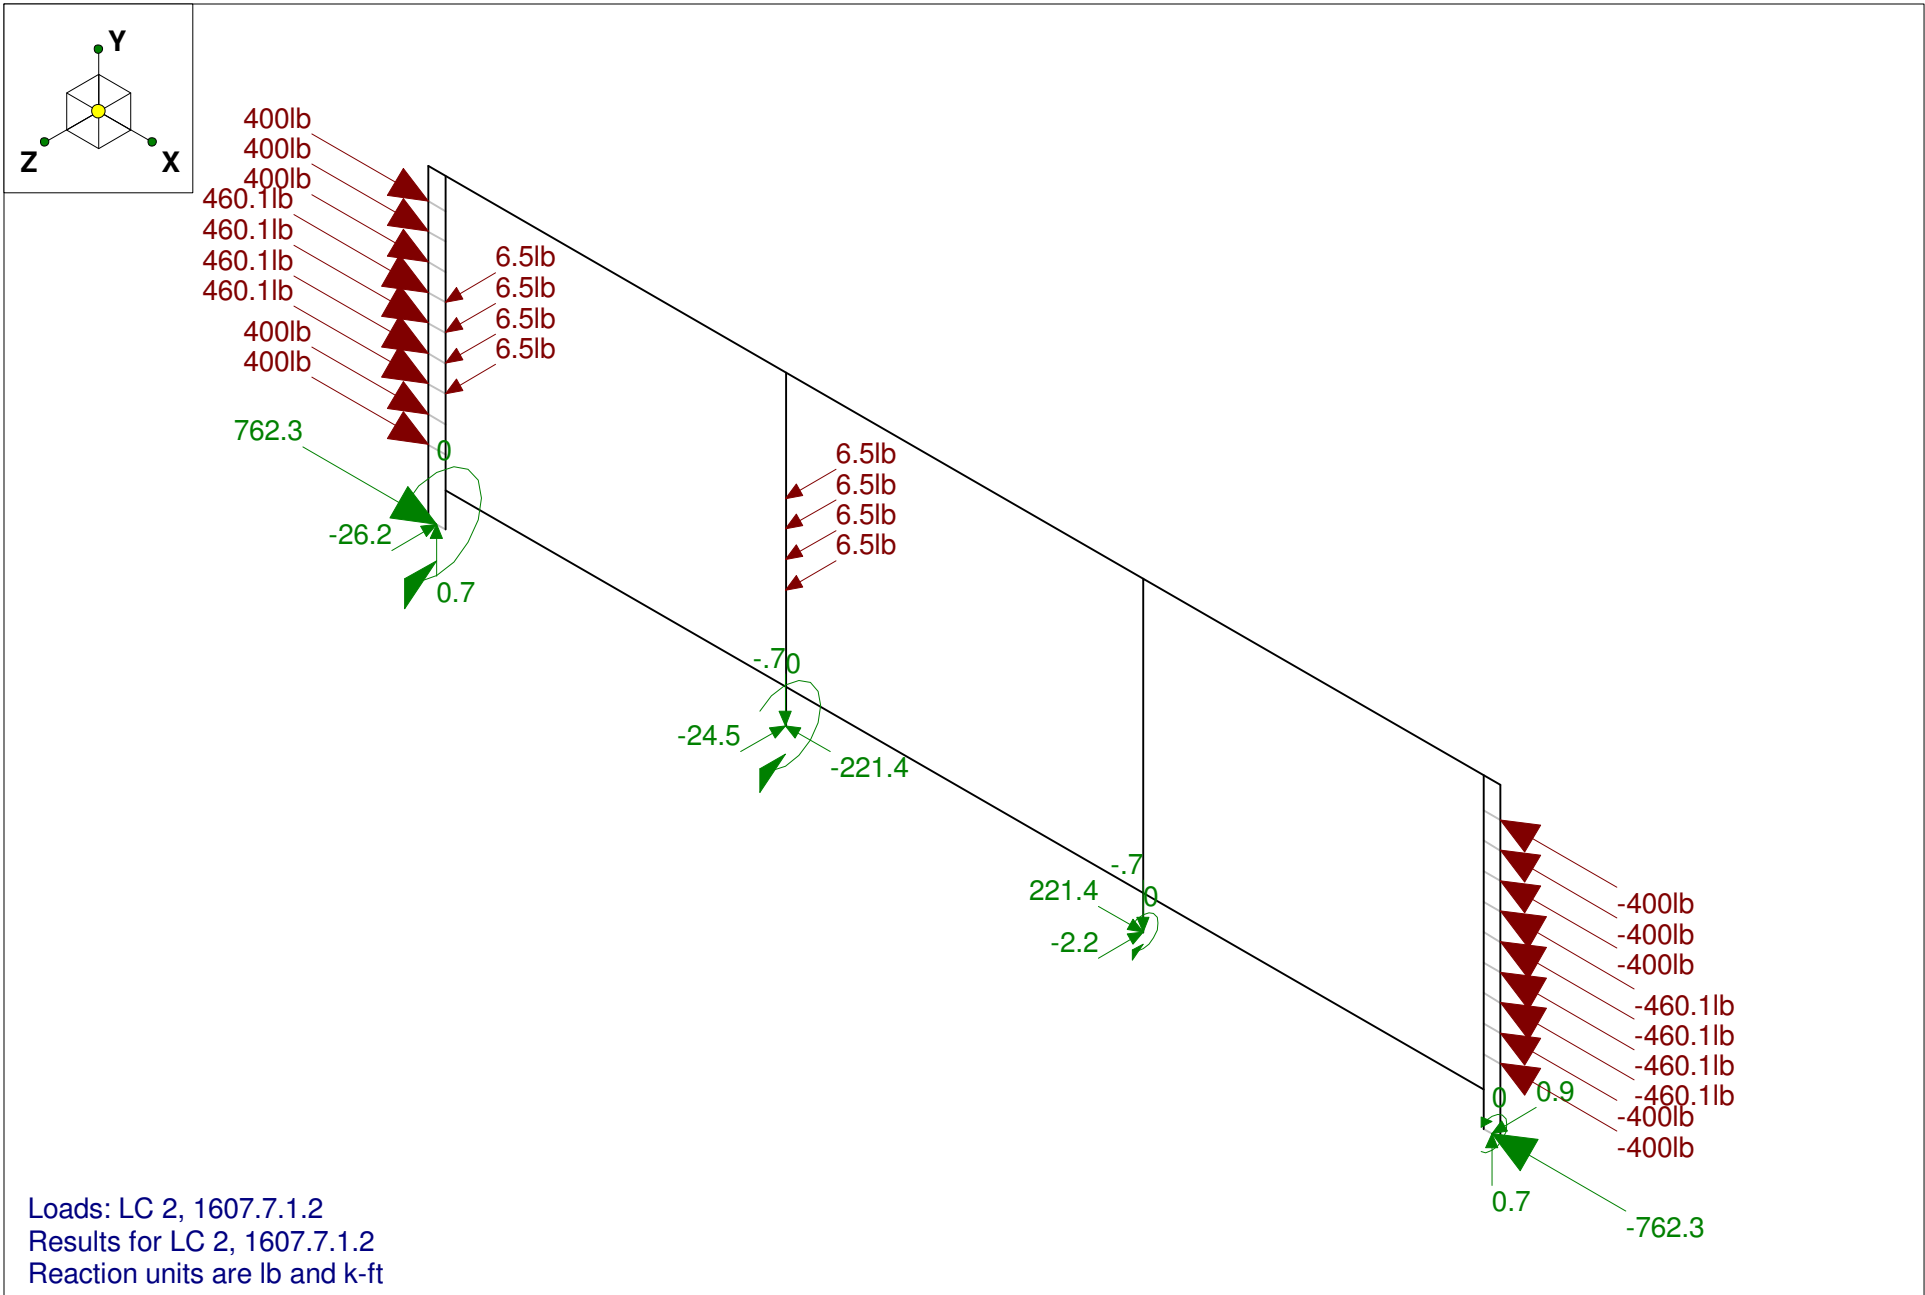 Y
Z
X
400lb
400lb
400lb
460.1lb
460.1lb
460.1lb
460.1lb
400lb
400lb
6.5lb
6.5lb
6.5lb
6.5lb
762.3
0
-26.2
0.7
6.5lb
6.5lb
6.5lb
6.5lb
-.7
0
-24.5
-221.4
-.7
221.4
0
-2.2
-400lb
-400lb
-400lb
-460.1lb
-460.1lb
-460.1lb
-460.1lb
-400lb
-400lb
0
0.9
0.7
-762.3
Loads: LC 2, 1607.7.1.2
Results for LC 2, 1607.7.1.2
Reaction units are lb and k-ft